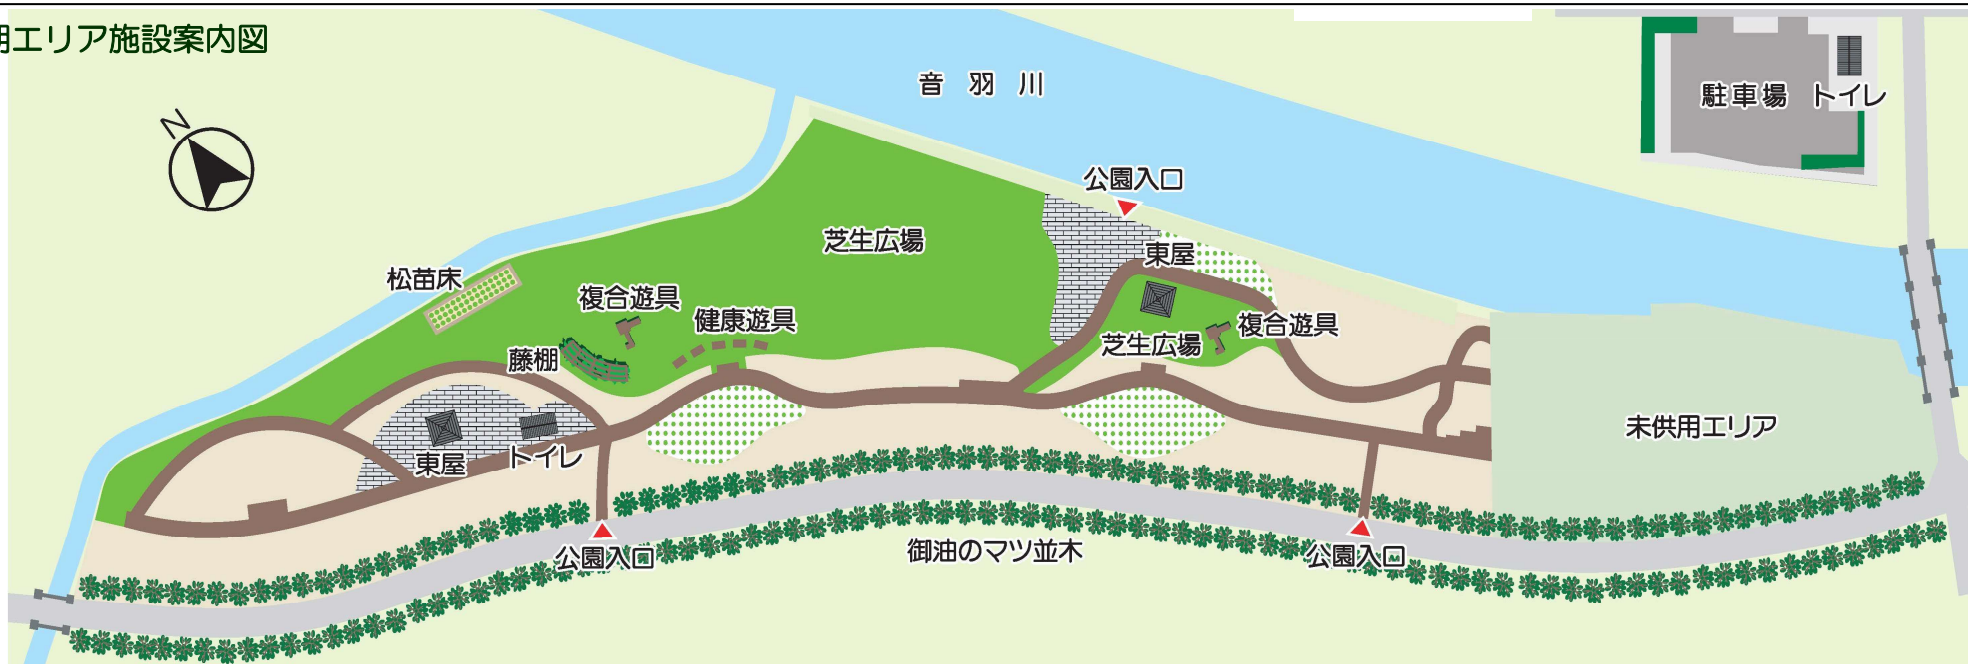 エリア施設案内図
N
音羽川
駐車場
トイレ
公園入口
芝生広場
東屋
松苗床
複合遊具
健康遊具
複合遊具
芝生広場
藤棚
未供用エリア
東屋
トイレ
公園入口
御油のマツ並木
公園入口